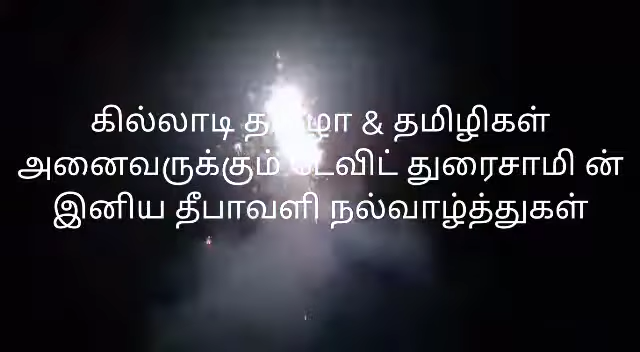 கில்லாடி & தமிழிகள்
அனைவருக்கும் டேவிட் துரைசாமி ன்
இனிய தீபாவளி நல்வாழ்த்துகள்